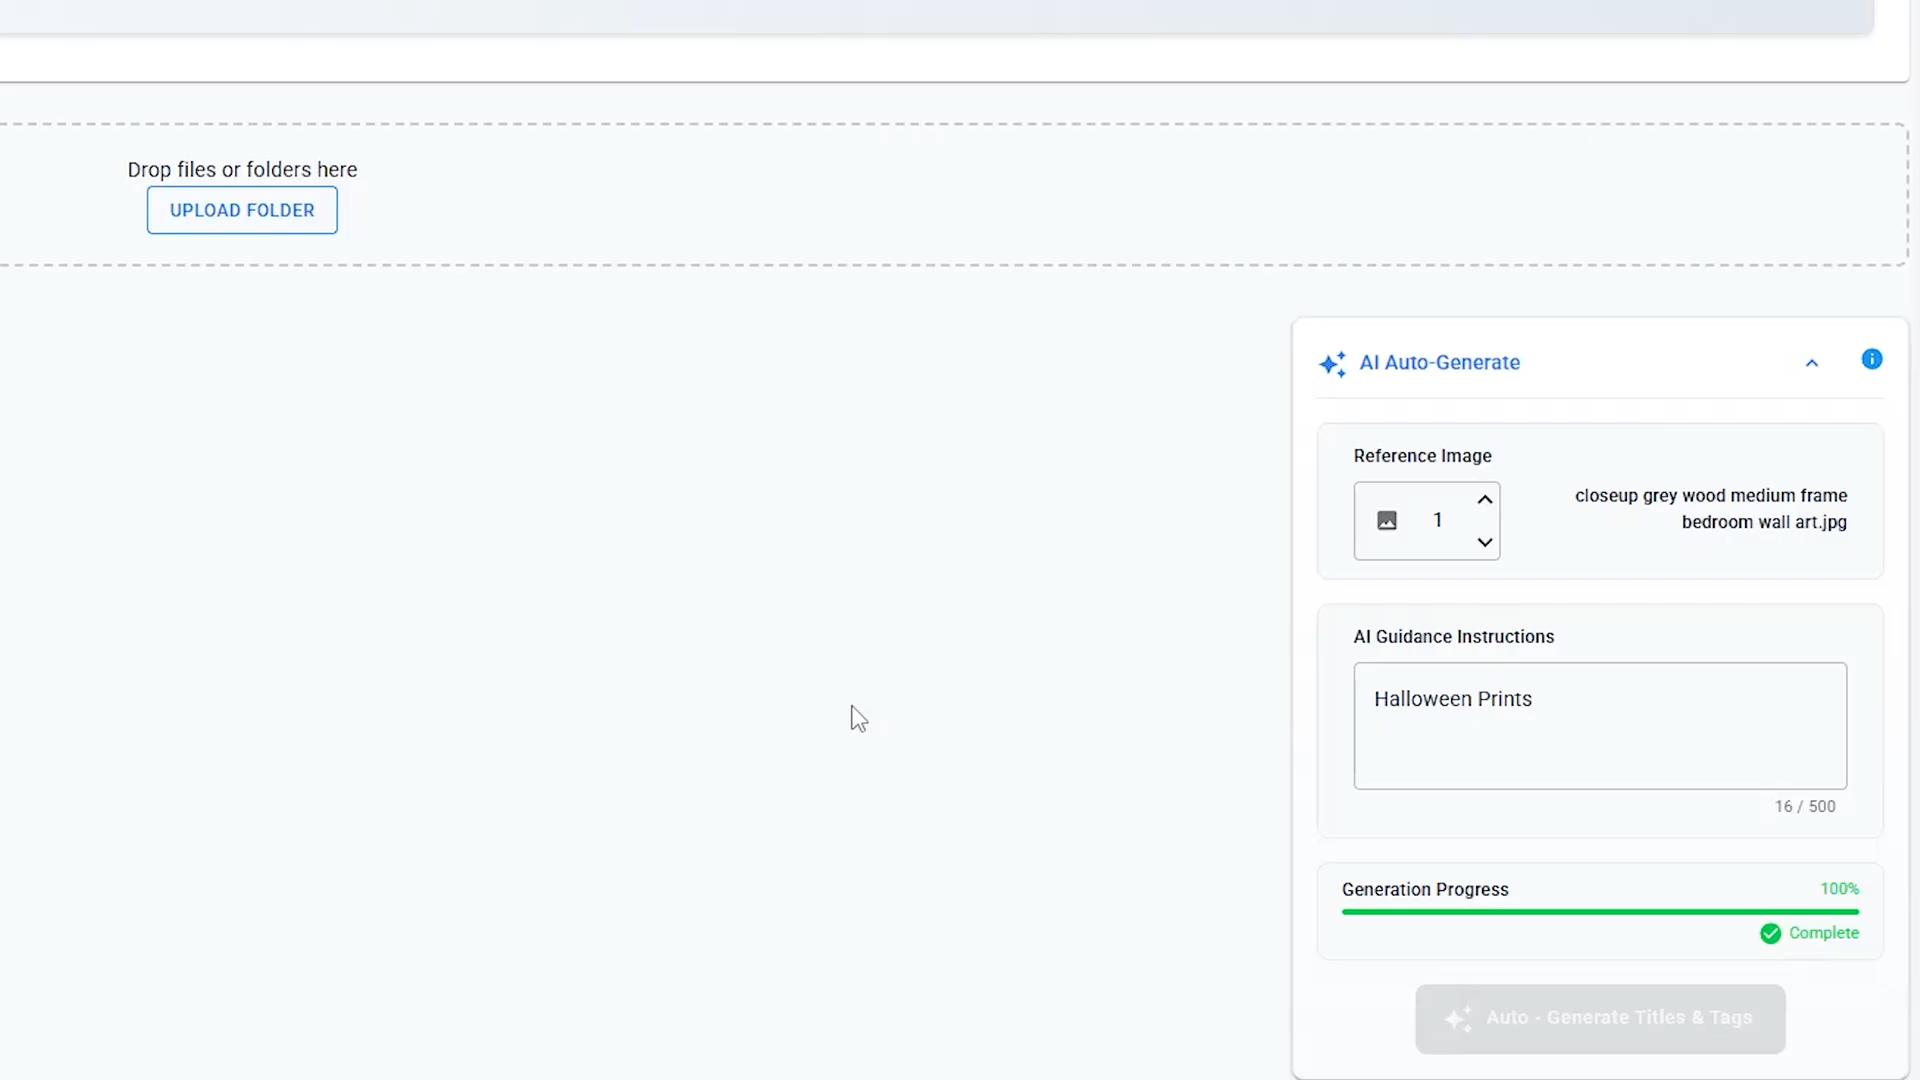 Drop files or folders here
UPLOAD FOLDER
AI Auto-Generate
Reference Image
1
closeup grey wood medium frame
bedroom wall art.jpg
AI Guidance Instructions
Halloween Prints
16 / 500
Generation Progress
100%
Complete
Auto - Generate Titles & Tags